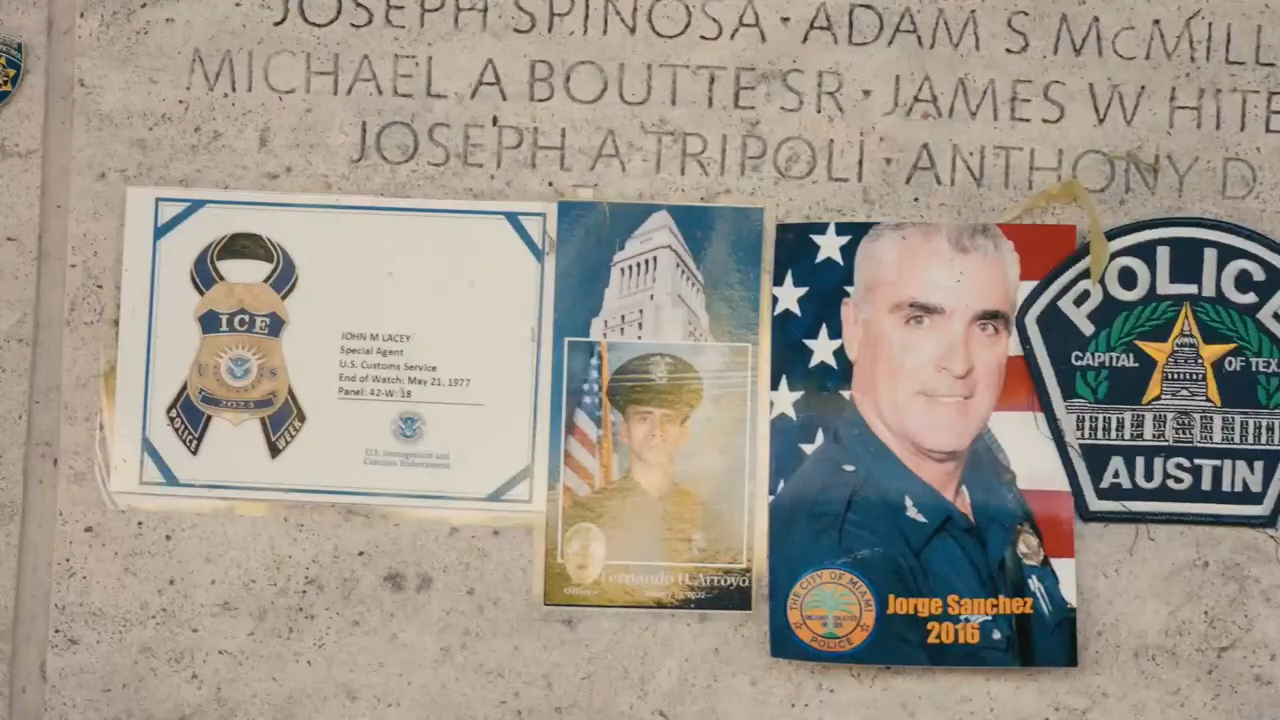 JOSEPH SPINOSA · ADAM S McMILL
MICHAEL A BOUTTE SR · JAMES W HITE
JOSEPH A TRIPOLI · ANTHONY D
ICE
U S
2023
POLICE WEEK
JOHN M LACEY
Special Agent
U.S. Customs Service
End of Watch: May 21, 1977
Panel: 42-W: 18
U.S. Immigration and
Customs Enforcement
Fernando U. Arroyo
THE CITY OF MIAMI
POLICE
Jorge Sanchez
2016
POLICE
CAPITAL OF TEX
AUSTIN